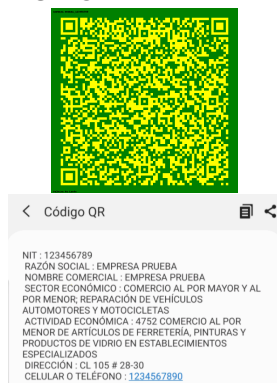 Código QR
NIT : 123456789
RAZÓN SOCIAL : EMPRESA PRUEBA
NOMBRE COMERCIAL : EMPRESA PRUEBA
SECTOR ECONÓMICO : COMERCIO AL POR MAYOR Y AL
POR MENOR; REPARACIÓN DE VEHÍCULOS
AUTOMOTORES Y MOTOCICLETAS
ACTIVIDAD ECONÓMICA : 4752 COMERCIO AL POR
MENOR DE ARTÍCULOS DE FERRETERÍA, PINTURAS Y
PRODUCTOS DE VIDRIO EN ESTABLECIMIENTOS
ESPECIALIZADOS
DIRECCIÓN : CL 105 # 28-30
CELULAR O TELÉFONO : 1234567890